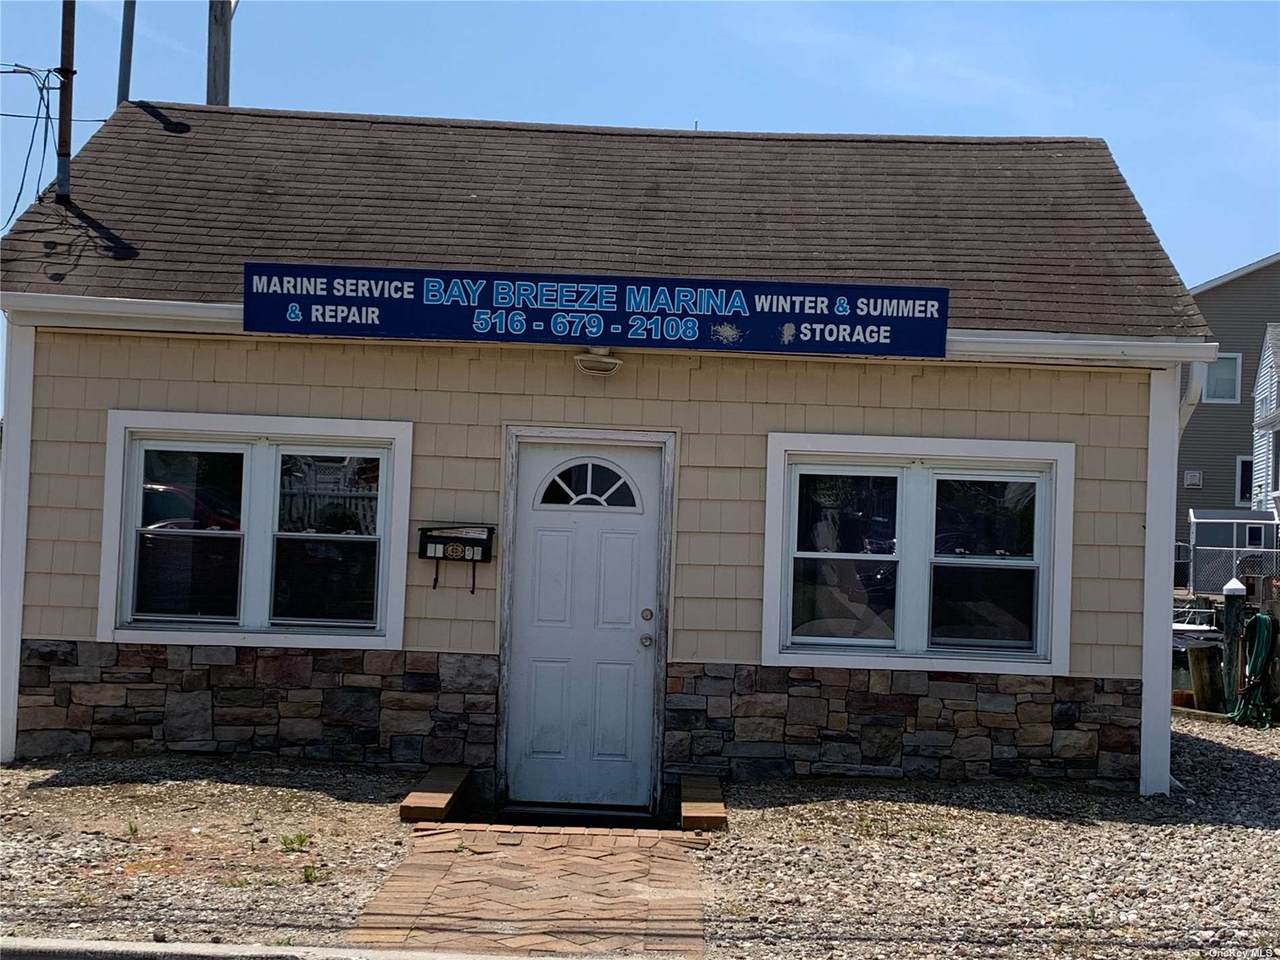 MARINE SERVICE
& REPAIR
BAY BREEZE MARINA
516 - 679 - 2108
WINTER & SUMMER
STORAGE
OneKey MLS